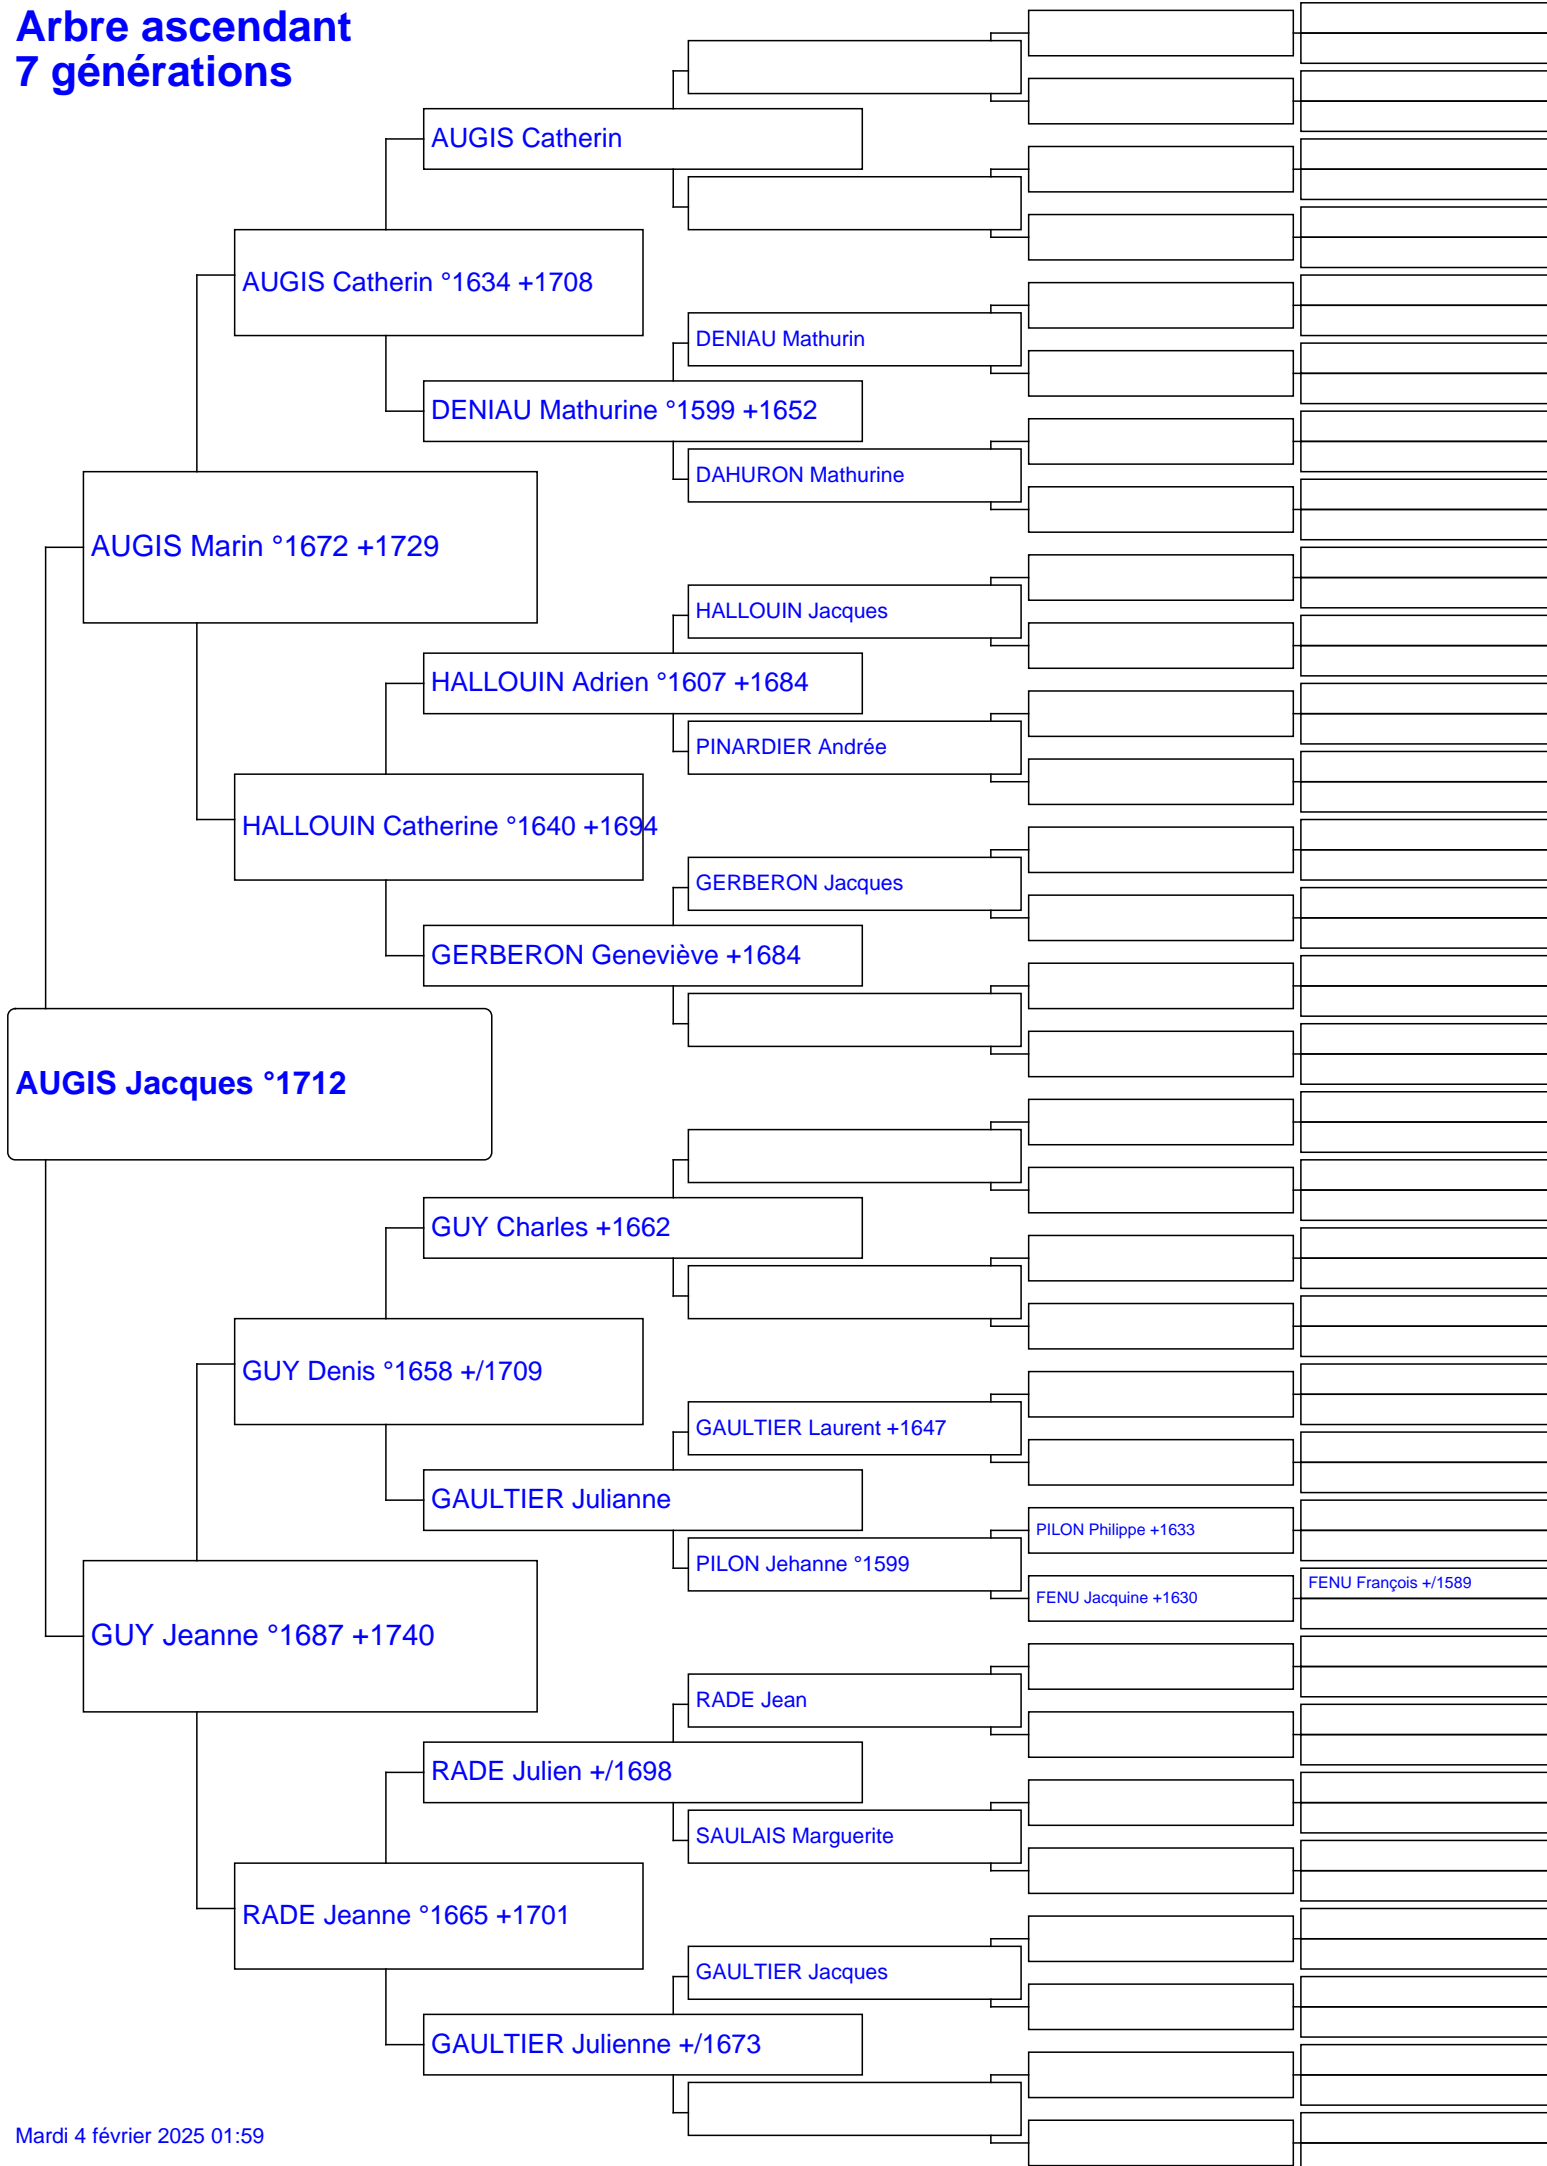 Arbre ascendant
7 générations
AUGIS Catherin
AUGIS Catherin °1634 +1708
DENIAU Mathurin
DENIAU Mathurine °1599 +1652
DAHURON Mathurine
AUGIS Marin °1672 +1729
HALLOUIN Jacques
HALLOUIN Adrien °1607 +1684
PINARDIER Andrée
HALLOUIN Catherine °1640 +1694
GERBERON Jacques
GERBERON Geneviève +1684
AUGIS Jacques °1712
GUY Charles +1662
GUY Denis °1658 +/1709
GAULTIER Laurent +1647
GAULTIER Julianne
PILON Philippe +1633
PILON Jehanne °1599
FENU François +/1589
FENU Jacquine +1630
GUY Jeanne °1687 +1740
RADE Jean
RADE Julien +/1698
SAULAIS Marguerite
RADE Jeanne °1665 +1701
GAULTIER Jacques
GAULTIER Julienne +/1673
Mardi 4 février 2025 01:59